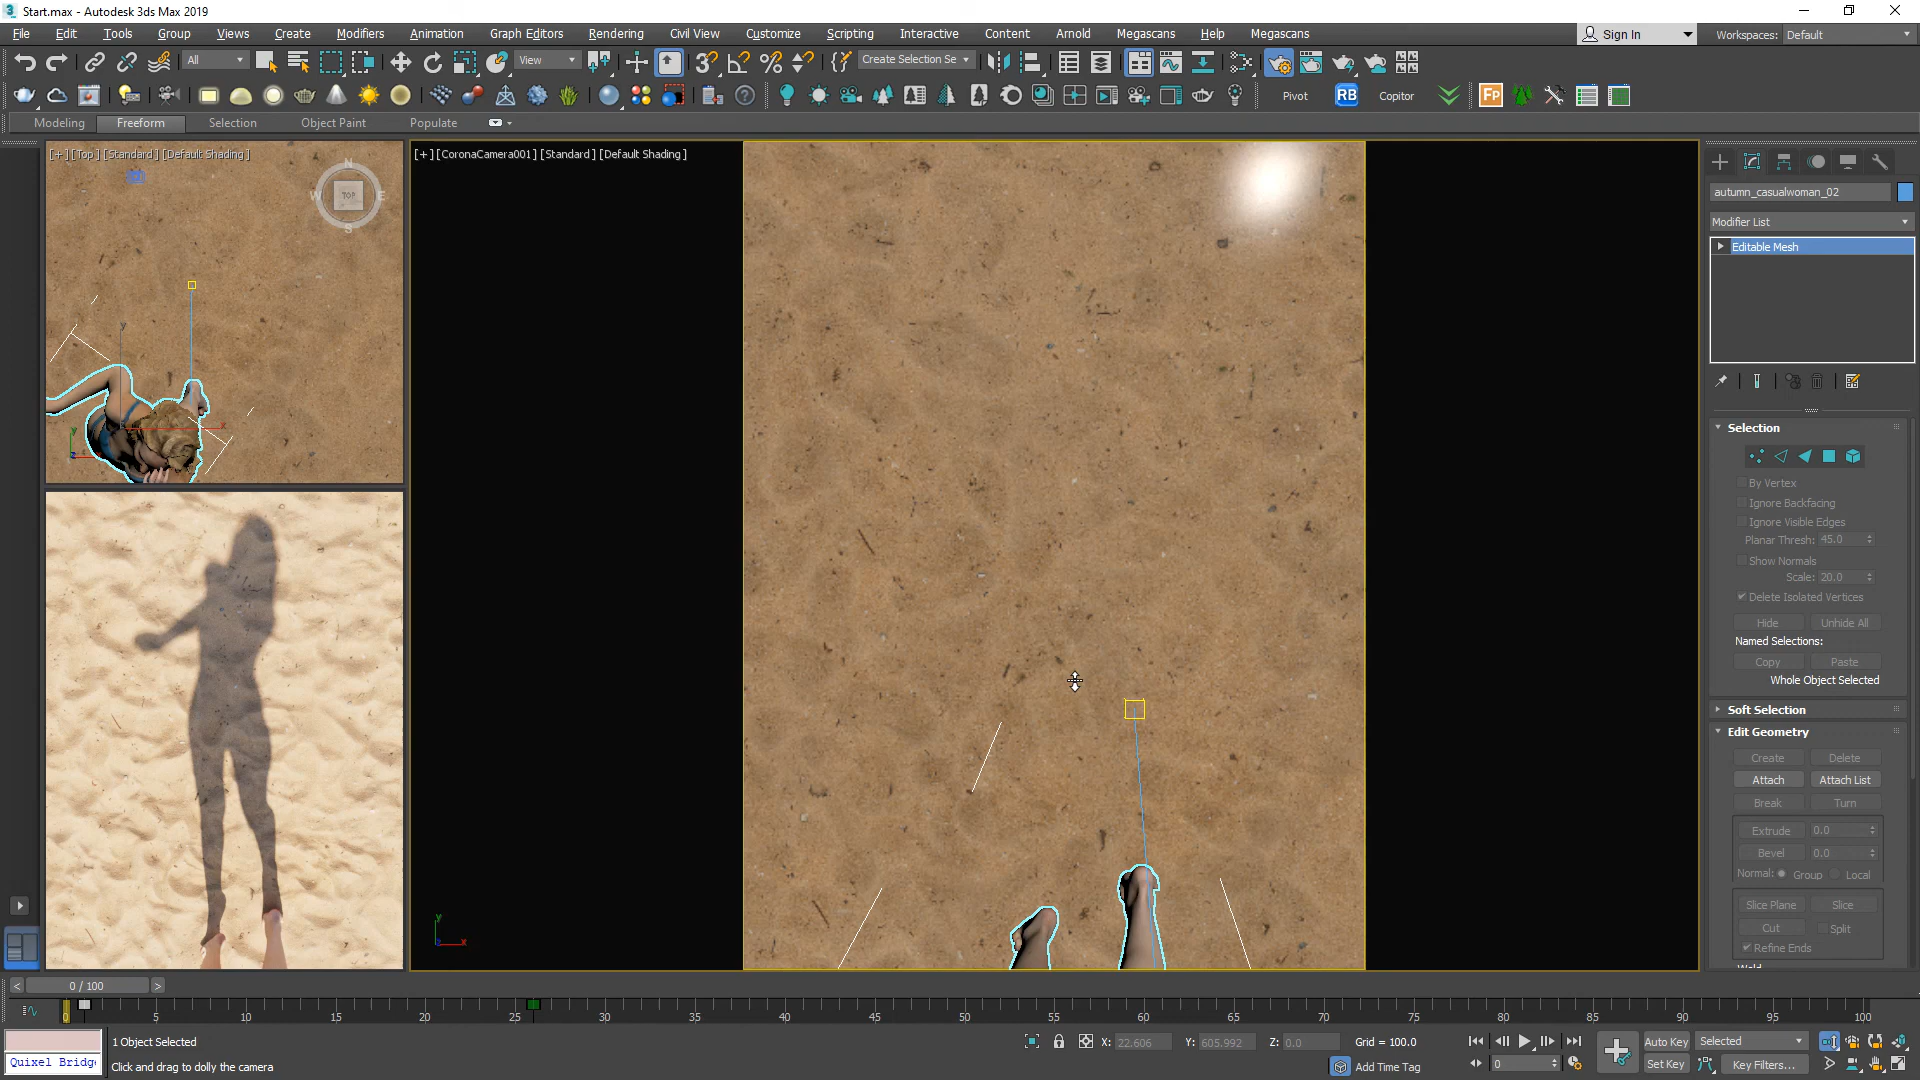 Start.max - Autodesk 3ds Max 2019
File Edit Tools Group Views Create Modifiers Animation Graph Editors Rendering Civil View Customize Scripting Interactive Content Arnold Megascans Help Megascans
Sign In Workspaces: Default
All View Create Selection Se
Pivot RB Copitor Fp
Modeling Freeform Selection Object Paint Populate
[+] [Top] [Standard] [Default Shading]
[+] [CoronaCamera001] [Standard] [Default Shading]
N
W TOP E
S
autumn_casualwoman_02
Modifier List
Editable Mesh
Selection
By Vertex
Ignore Backfacing
Ignore Visible Edges
Planar Thresh: 45.0
Show Normals
Scale: 20.0
Delete Isolated Vertices
Hide Unhide All
Named Selections:
Copy Paste
Whole Object Selected
Soft Selection
Edit Geometry
Create Delete
Attach Attach List
Break Turn
Extrude 0.0
Bevel 0.0
Normal: Group Local
Slice Plane Slice
Cut Split
Refine Ends
Weld
0 / 100
0 5 10 15 20 25 30 35 40 45 50 55 60 65 70 75 80 85 90 95 100
1 Object Selected
X: 22.606 Y: 605.992 Z: 0.0 Grid = 100.0
Auto Key Selected
Quixel Bridg
Click and drag to dolly the camera
Add Time Tag
0
Set Key Key Filters...